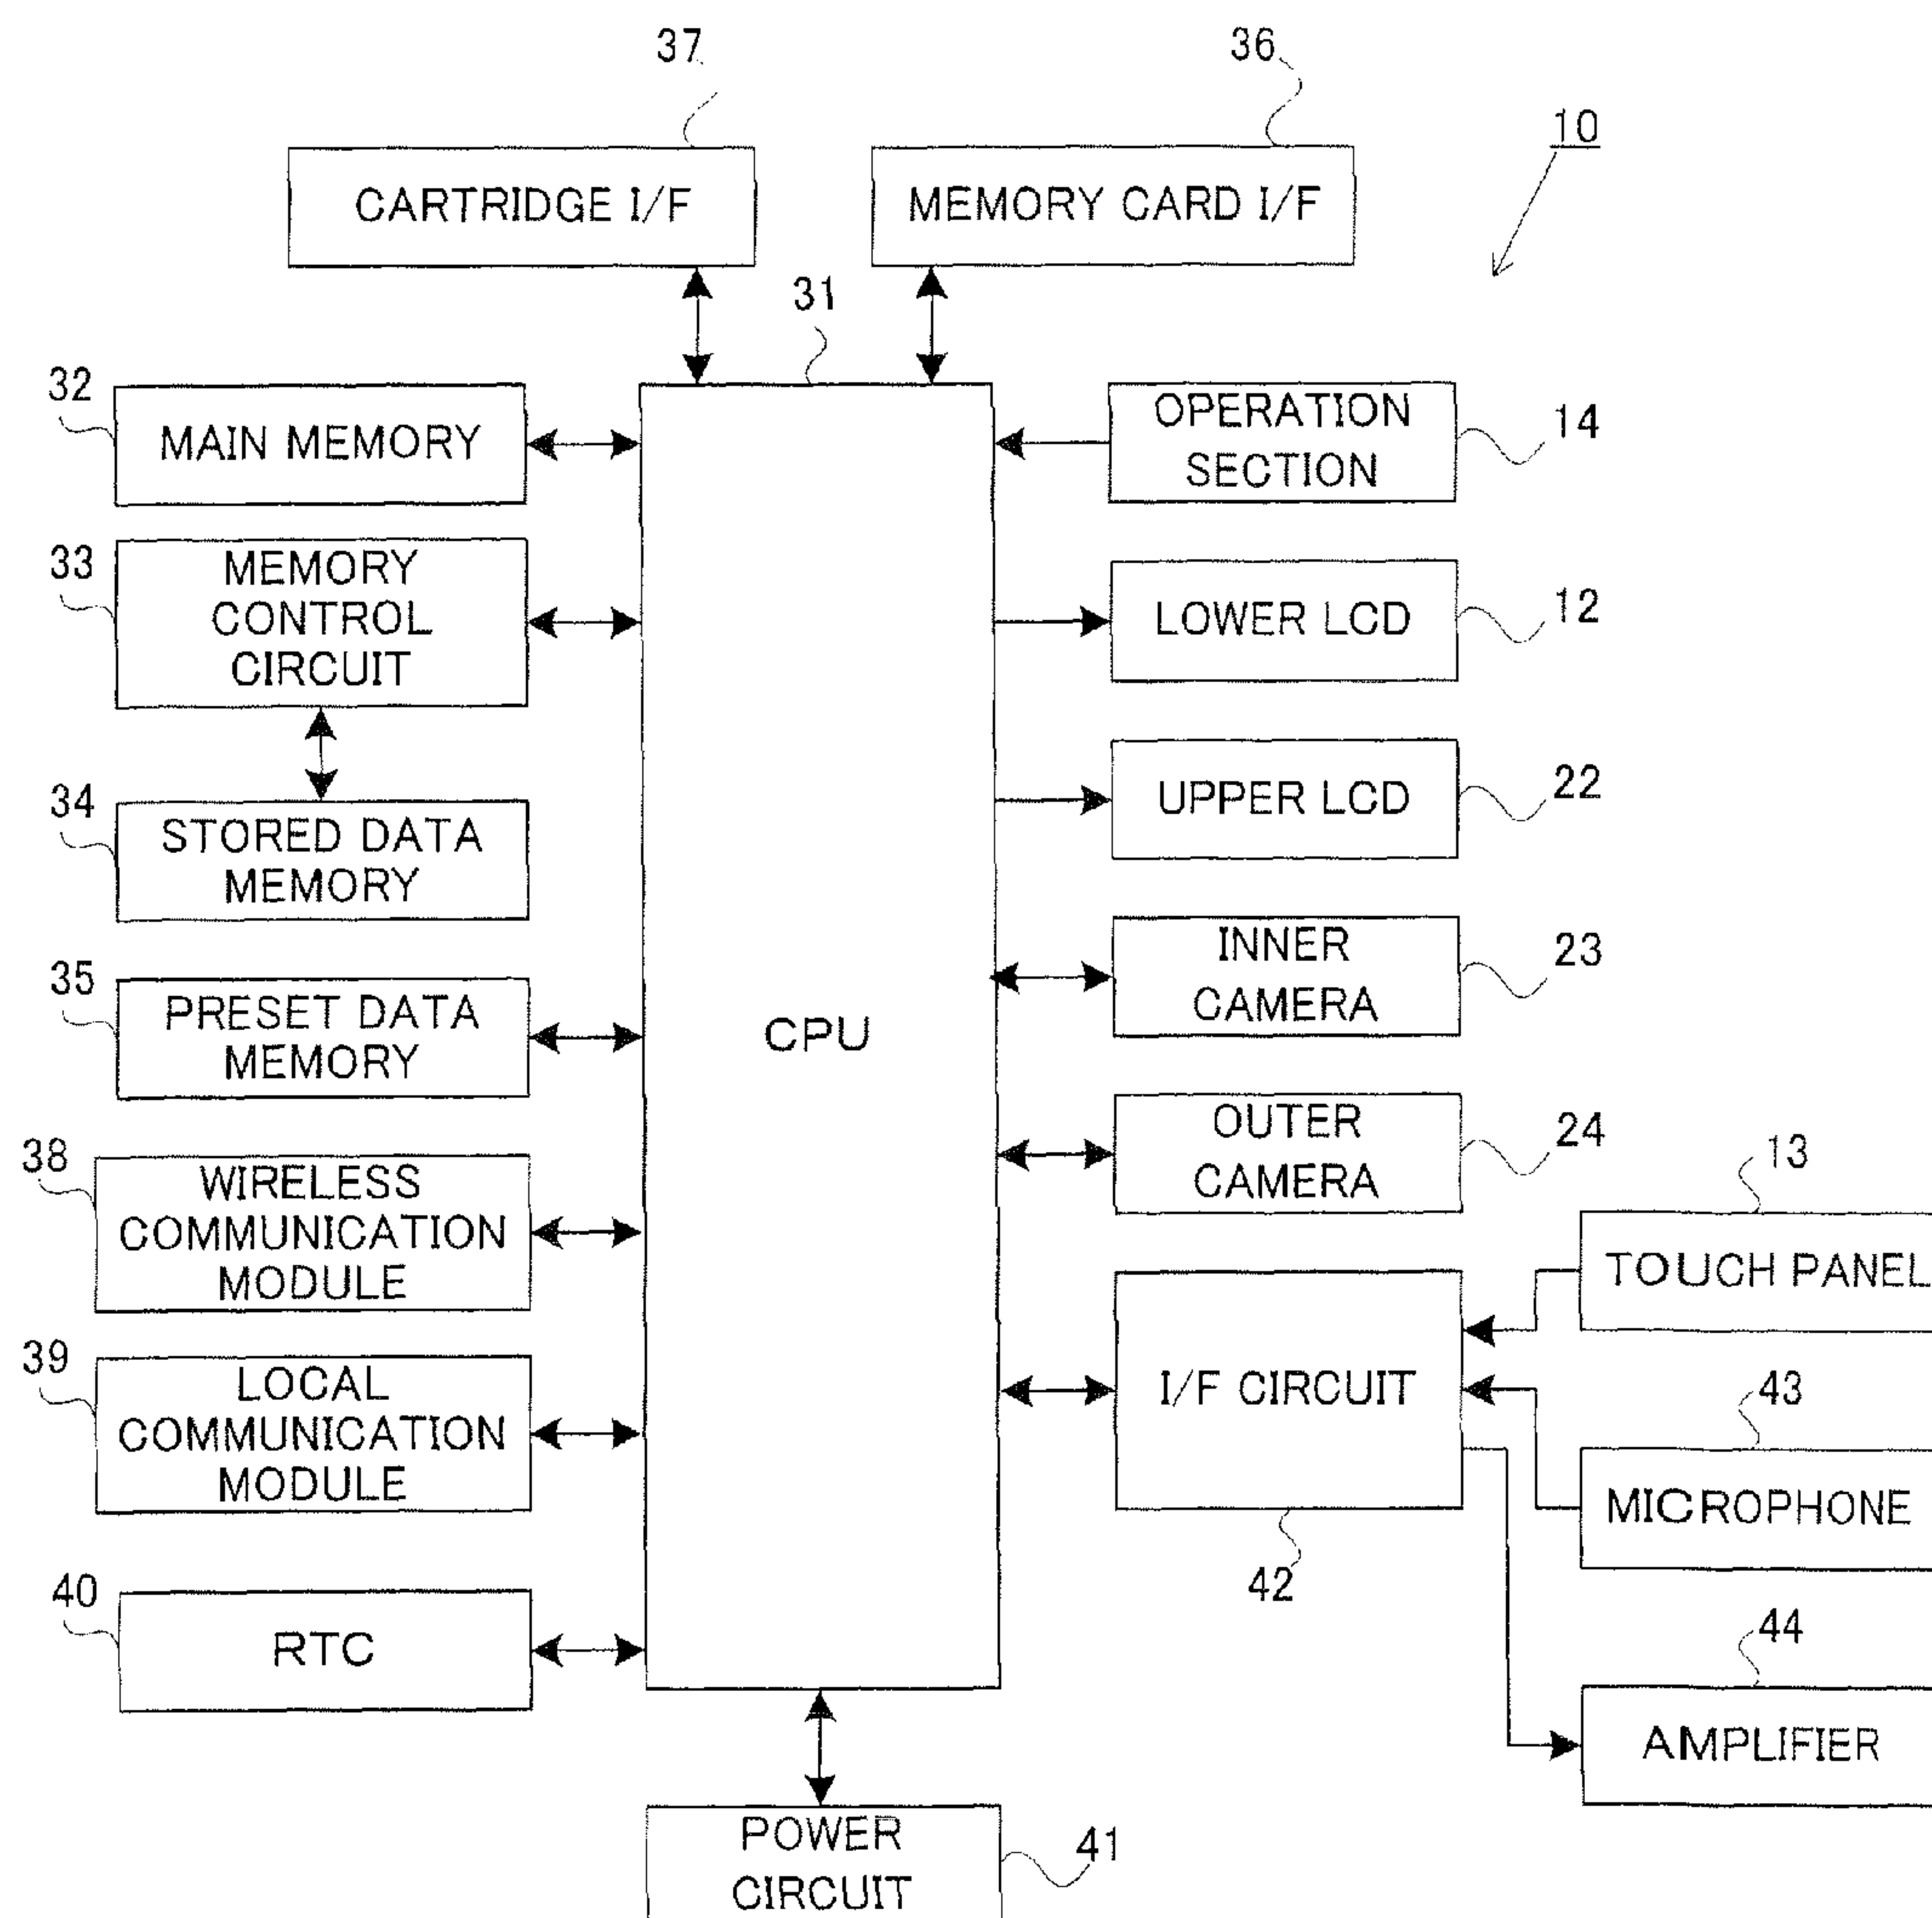 37
36
10
CARTRIDGE I/F
MEMORY CARD I/F
31
32
MAIN MEMORY
OPERATION
SECTION
14
33
MEMORY
CONTROL
CIRCUIT
LOWER LCD
12
34
STORED DATA
MEMORY
UPPER LCD
22
35
PRESET DATA
MEMORY
CPU
INNER
CAMERA
23
38
WIRELESS
COMMUNICATION
MODULE
OUTER
CAMERA
24
13
TOUCH PANEL
39
LOCAL
COMMUNICATION
MODULE
I/F CIRCUIT
42
43
MICROPHONE
40
RTC
44
AMPLIFIER
POWER
CIRCUIT
41